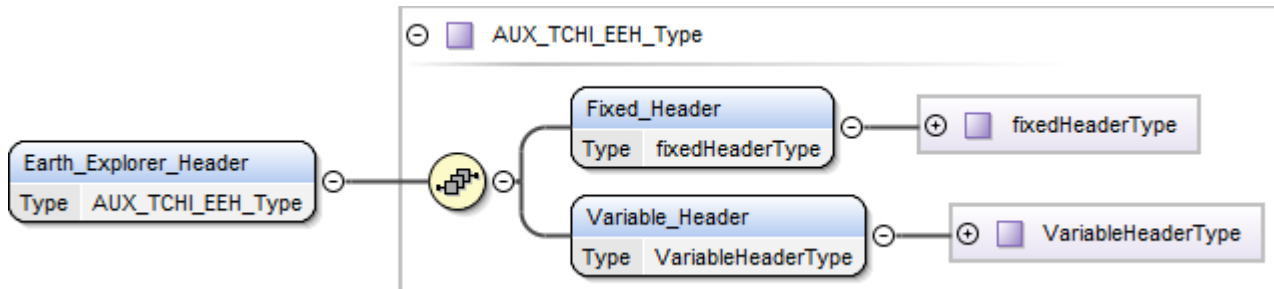 AUX_TCHI_EEH_Type
Fixed_Header
Type fixedHeaderType
fixedHeaderType
Earth_Explorer_Header
Type AUX_TCHI_EEH_Type
Variable_Header
Type VariableHeaderType
VariableHeaderType